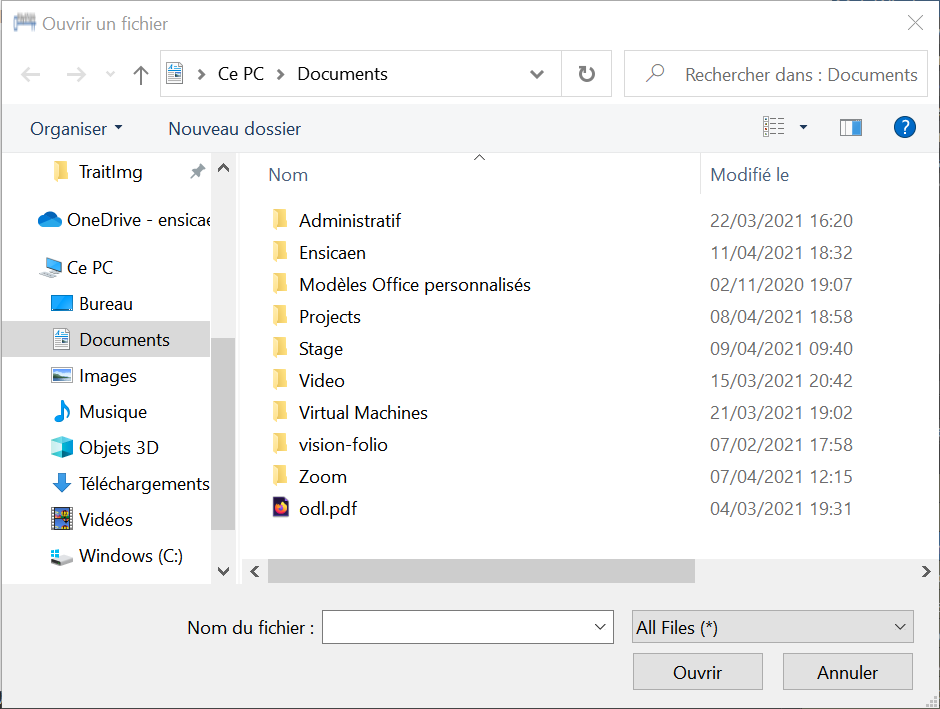 Ouvrir un fichier
Ce PC > Documents
Rechercher dans : Documents
Organiser
Nouveau dossier
?
TraitImg
OneDrive - ensicae
Ce PC
Bureau
Documents
Images
Musique
Objets 3D
Téléchargements
Vidéos
Windows (C:)
Nom Modifié le
Administratif 22/03/2021 16:20
Ensicaen 11/04/2021 18:32
Modèles Office personnalisés 02/11/2020 19:07
Projects 08/04/2021 18:58
Stage 09/04/2021 09:40
Video 15/03/2021 20:42
Virtual Machines 21/03/2021 19:02
vision-folio 07/02/2021 17:58
Zoom 07/04/2021 12:15
odl.pdf 04/03/2021 19:31
Nom du fichier :
All Files (*)
Ouvrir
Annuler